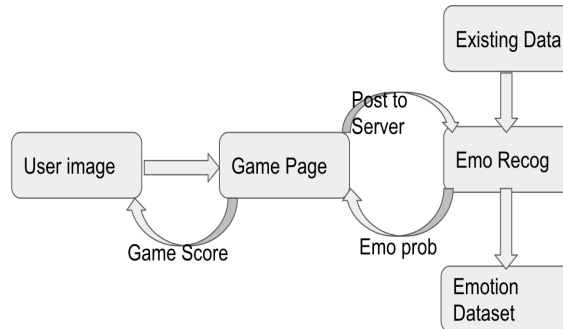 Existing Data
Post to
Server
User image
Game Page
Emo Recog
Game Score
Emo prob
Emotion
Dataset